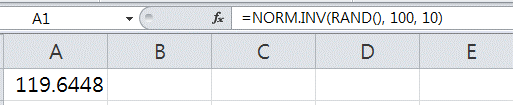 A1 fx =NORM.INV(RAND(), 100, 10)
A B C D E
119.6448